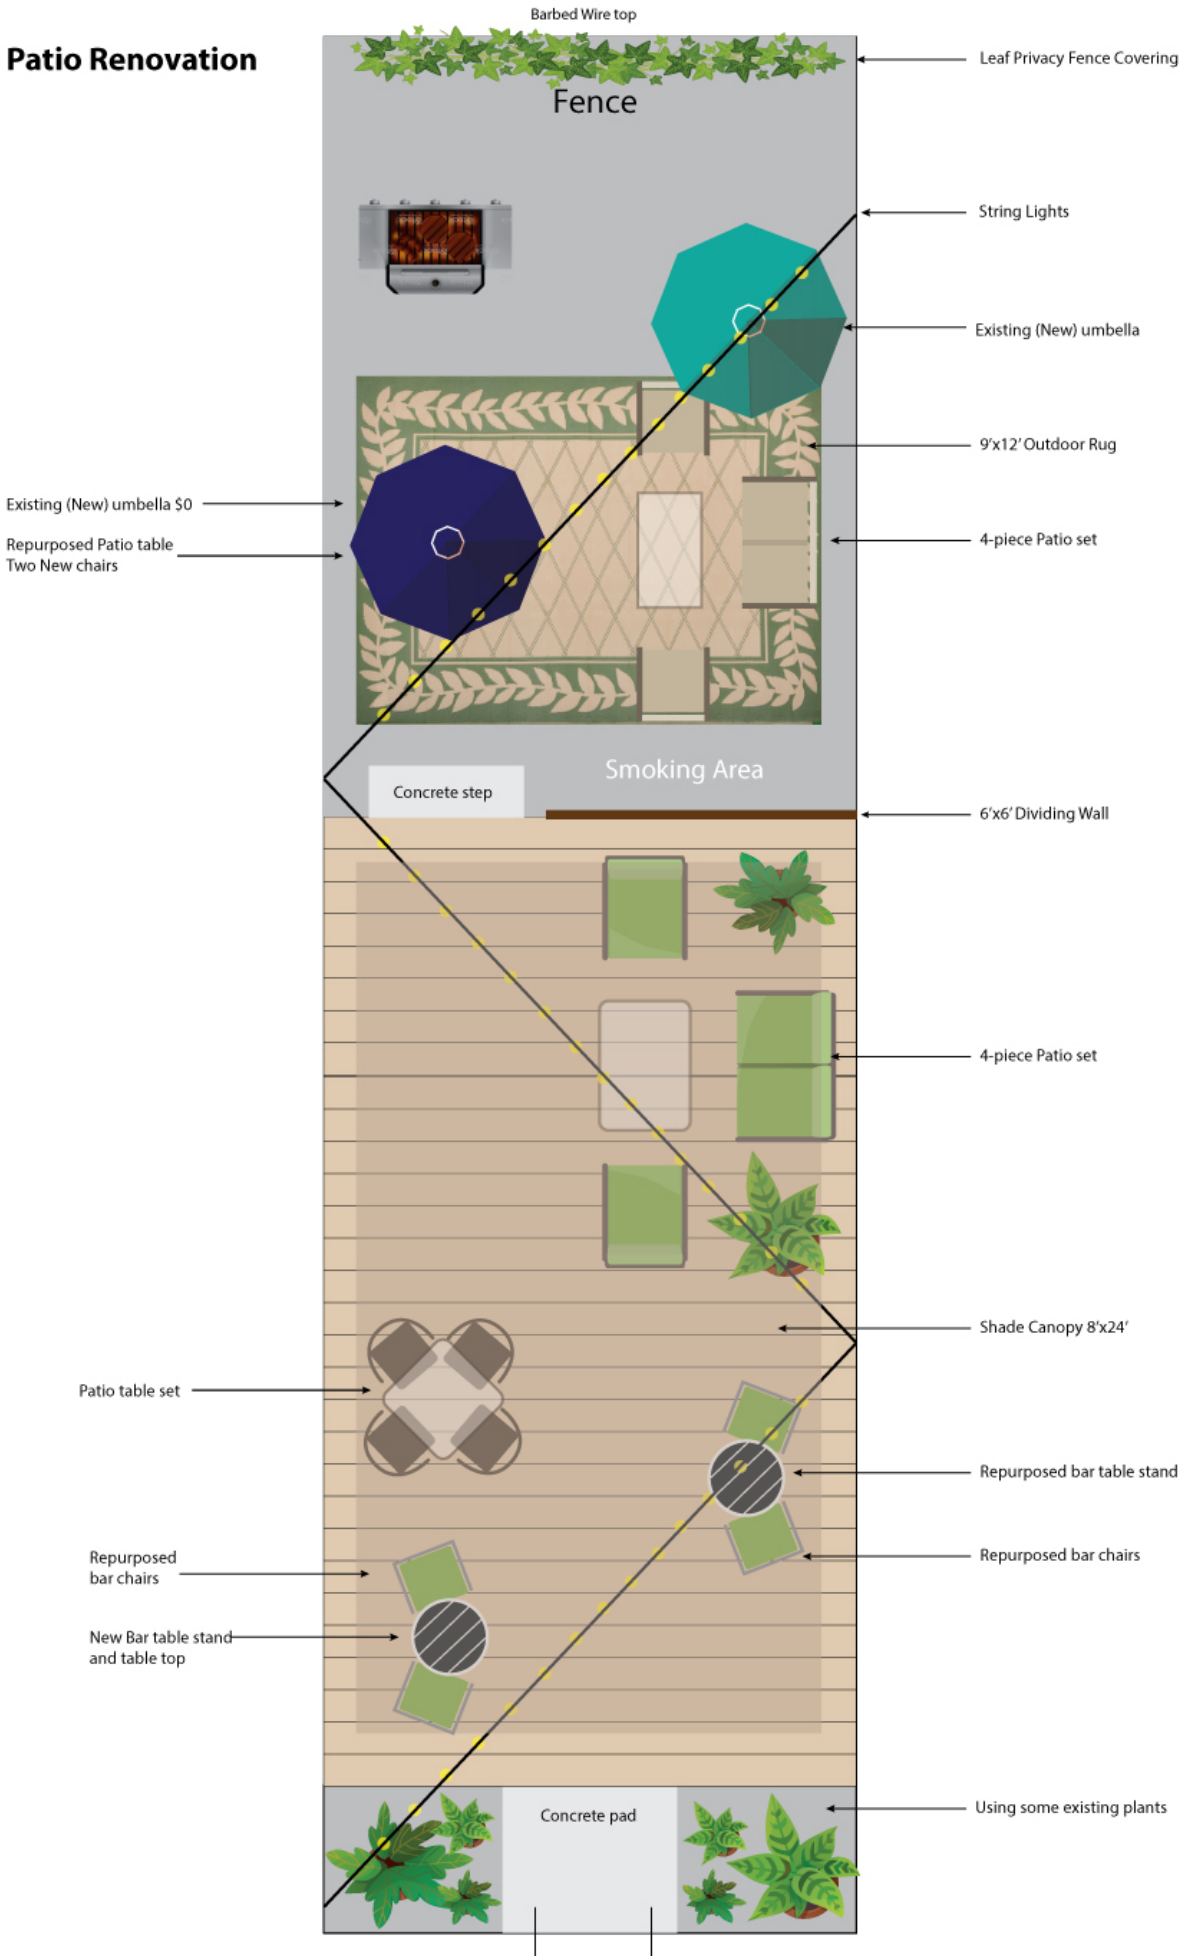 Barbed Wire top
Patio Renovation
Leaf Privacy Fence Covering
Fence
String Lights
Existing (New) umbella
9'x12' Outdoor Rug
Existing (New) umbella $0
4-piece Patio set
Repurposed Patio table
Two New chairs
Smoking Area
Concrete step
6'x6' Dividing Wall
4-piece Patio set
Shade Canopy 8'x24'
Patio table set
Repurposed bar table stand
Repurposed bar chairs
Repurposed
bar chairs
New Bar table stand
and table top
Using some existing plants
Concrete pad